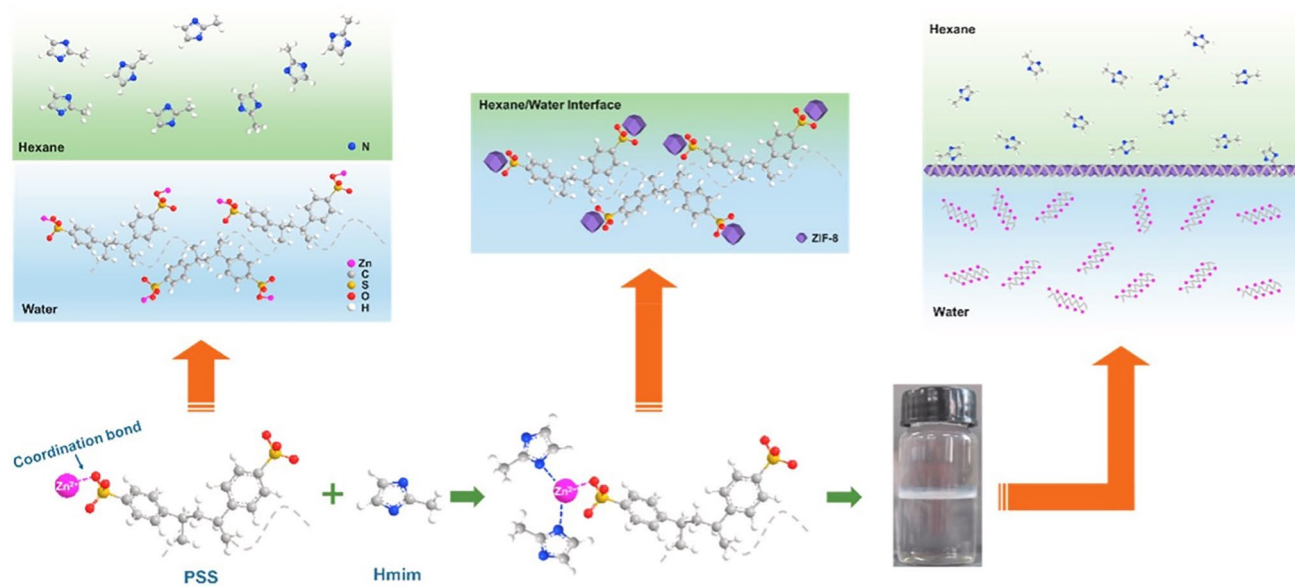 Hexane
N
Zn
C
S
O
H
Water
Hexane/Water Interface
ZIF-8
Hexane
Water
Coordination bond
Zn²⁺
PSS
+
Hmim
Zn²⁺